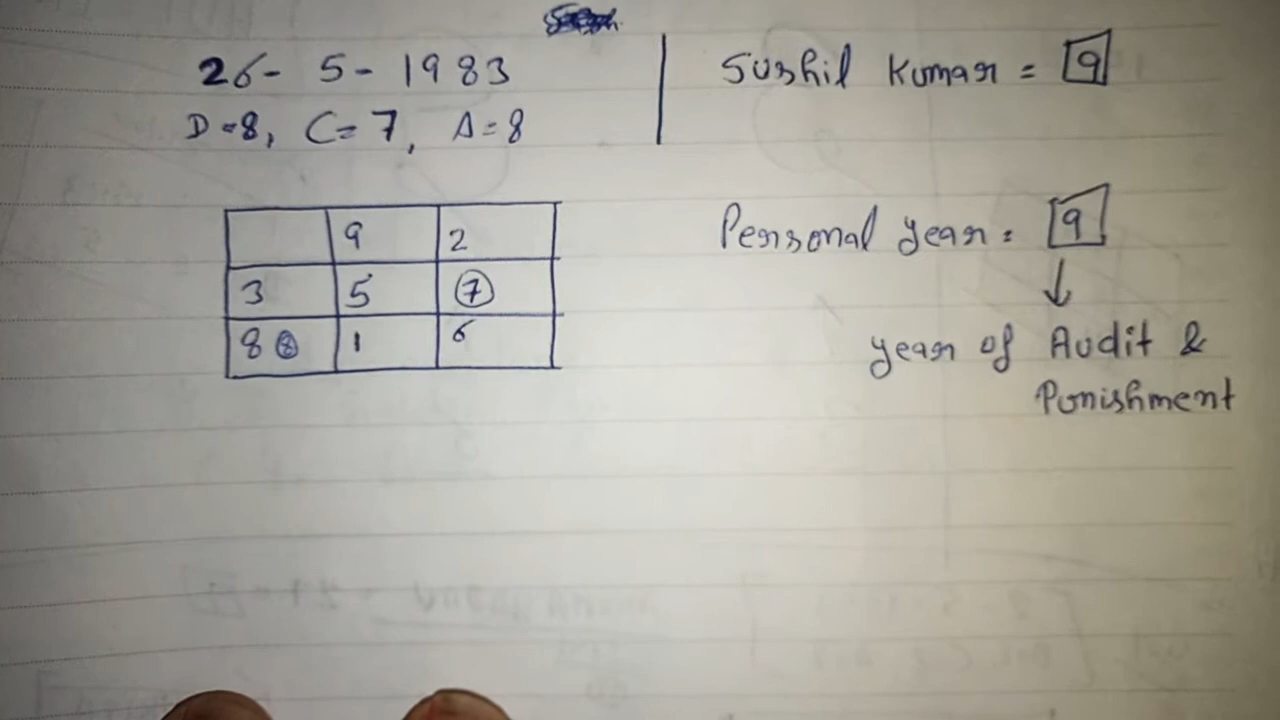 26- 5- 1983
D=8, C=7, A=8
Sushil Kumar = 9
9 2
3 5 7
8 8 1 6
Personal year = 9
year of Audit &
Punishment